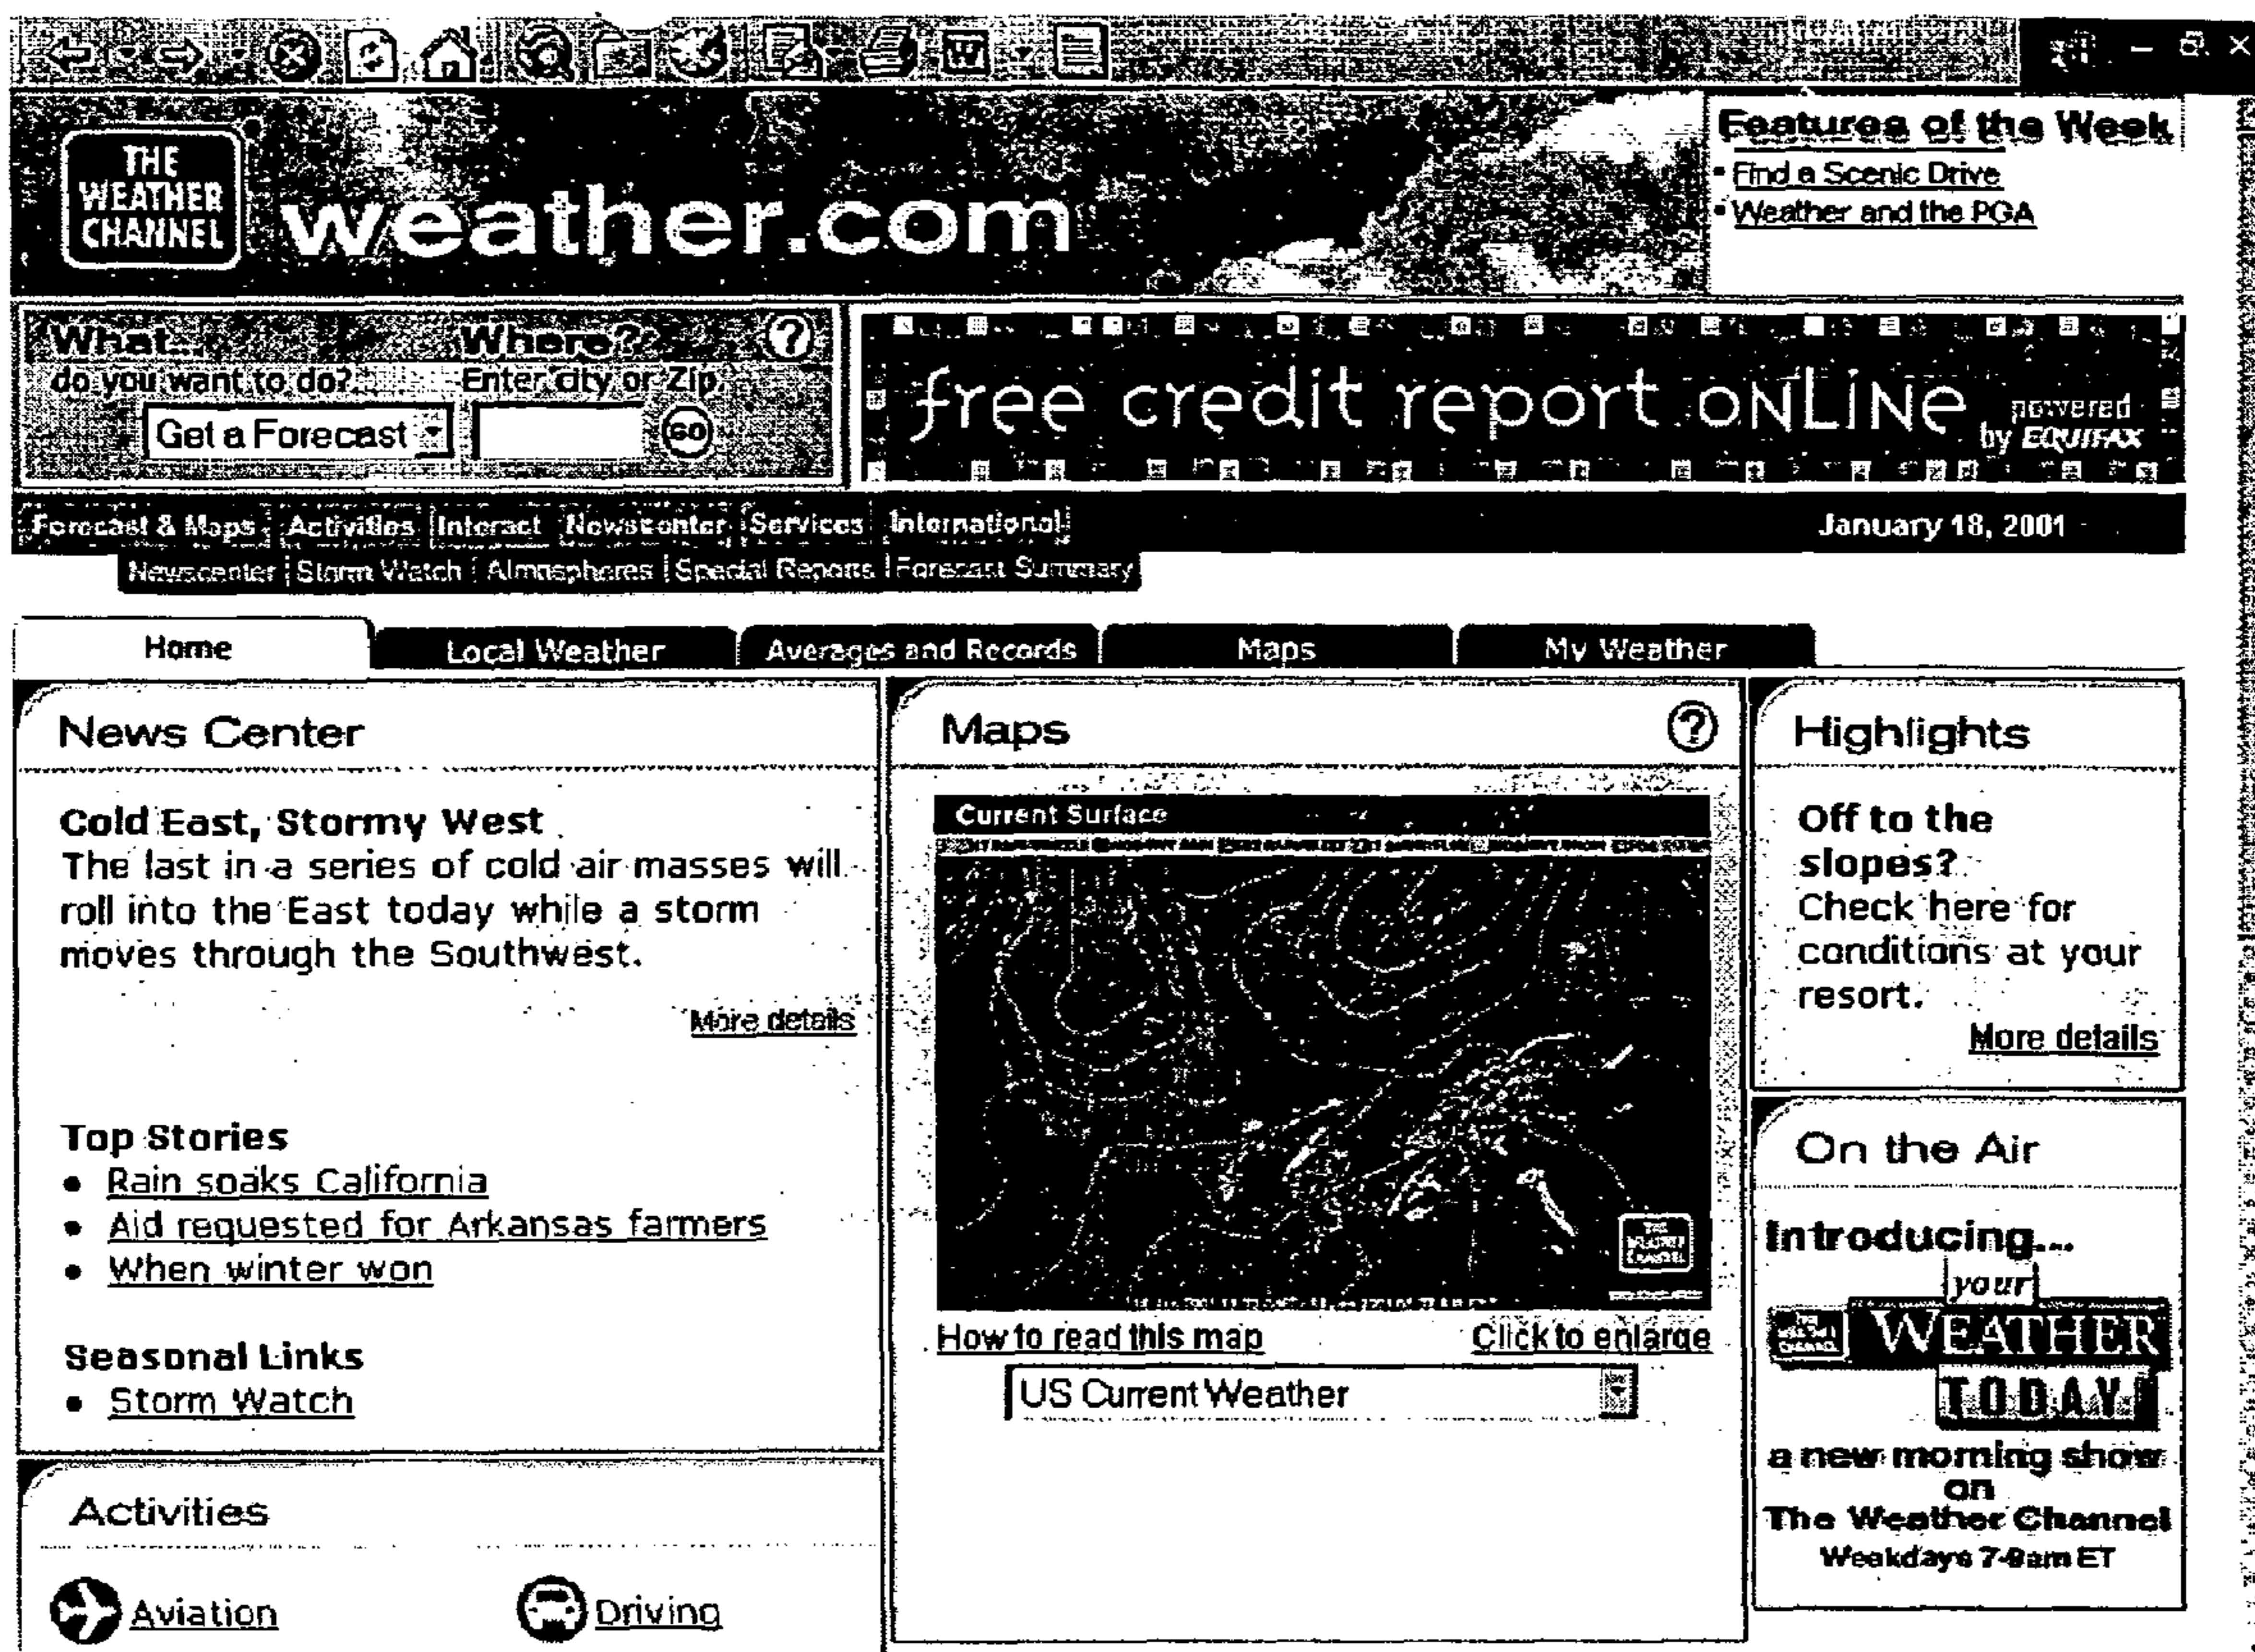 THE
WEATHER
CHANNEL
weather.com
Features of the Week
• Find a Scenic Drive
• Weather and the PGA
What...
do you want to do?
Get a Forecast
Where?
Enter city or Zip
GO
?
free credit report oNLiNe
powered
by EQUIFAX
Forecast & Maps Activities Interact Newscenter Services International
January 18, 2001
Newscenter | Storm Watch | Atmospheres | Special Reports | Forecast Summary
Home
Local Weather
Averages and Records
Maps
My Weather
News Center
Cold East, Stormy West
The last in a series of cold air masses will
roll into the East today while a storm
moves through the Southwest.
More details
Top Stories
• Rain soaks California
• Aid requested for Arkansas farmers
• When winter won
Seasonal Links
• Storm Watch
Activities
Aviation
Driving
Maps
?
Current Surface
THE
WEATHER
CHANNEL
How to read this map
Click to enlarge
US Current Weather
Highlights
Off to the
slopes?
Check here for
conditions at your
resort.
More details
On the Air
Introducing...
your
WEATHER
TODAY
a new morning show
on
The Weather Channel
Weekdays 7-9am ET